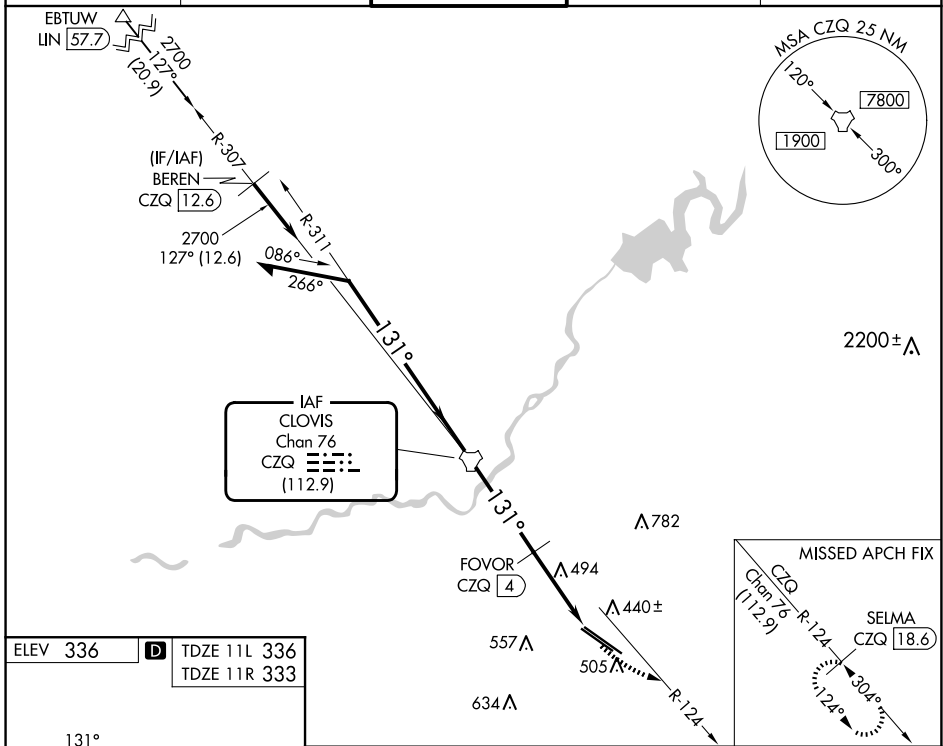 EBTUW
LIN 57.7
2700
127°
(20.9)
R-307
(IF/IAF)
BEREN
CZQ 12.6
2700
127° (12.6)
R-311
086°
266°
131°
MSA CZQ 25 NM
120°
7800
1900
300°
2200±
IAF
CLOVIS
Chan 76
CZQ
(112.9)
131°
782
FOVOR
CZQ 4
494
440±
557
505
634
R-124
MISSED APCH FIX
CZQ
Chan 76
(112.9)
R-124
SELMA
CZQ 18.6
304°
124°
ELEV 336
D
TDZE 11L 336
TDZE 11R 333
131°